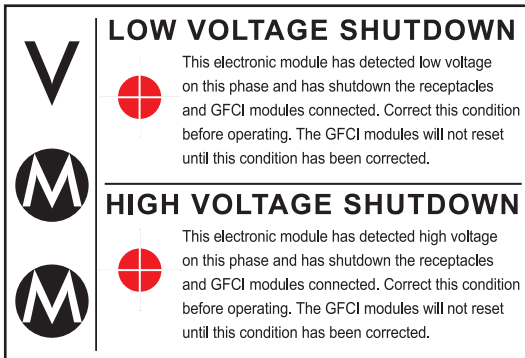 V
M
M
LOW VOLTAGE SHUTDOWN
This electronic module has detected low voltage
on this phase and has shutdown the receptacles
and GFCI modules connected. Correct this condition
before operating. The GFCI modules will not reset
until this condition has been corrected.
HIGH VOLTAGE SHUTDOWN
This electronic module has detected high voltage
on this phase and has shutdown the receptacles
and GFCI modules connected. Correct this condition
before operating. The GFCI modules will not reset
until this condition has been corrected.